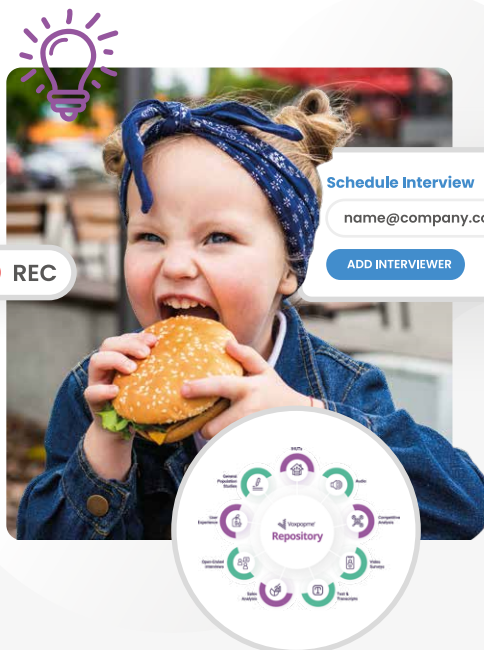 Schedule Interview
name@company.co
ADD INTERVIEWER
REC
IHUTs
General
Population
Studies
Audio
User
Experience
Competitive
Analysis
Voxpopme
Repository
Open-Ended
Interviews
Video
Surveys
Sales
Analysis
Text &
Transcripts